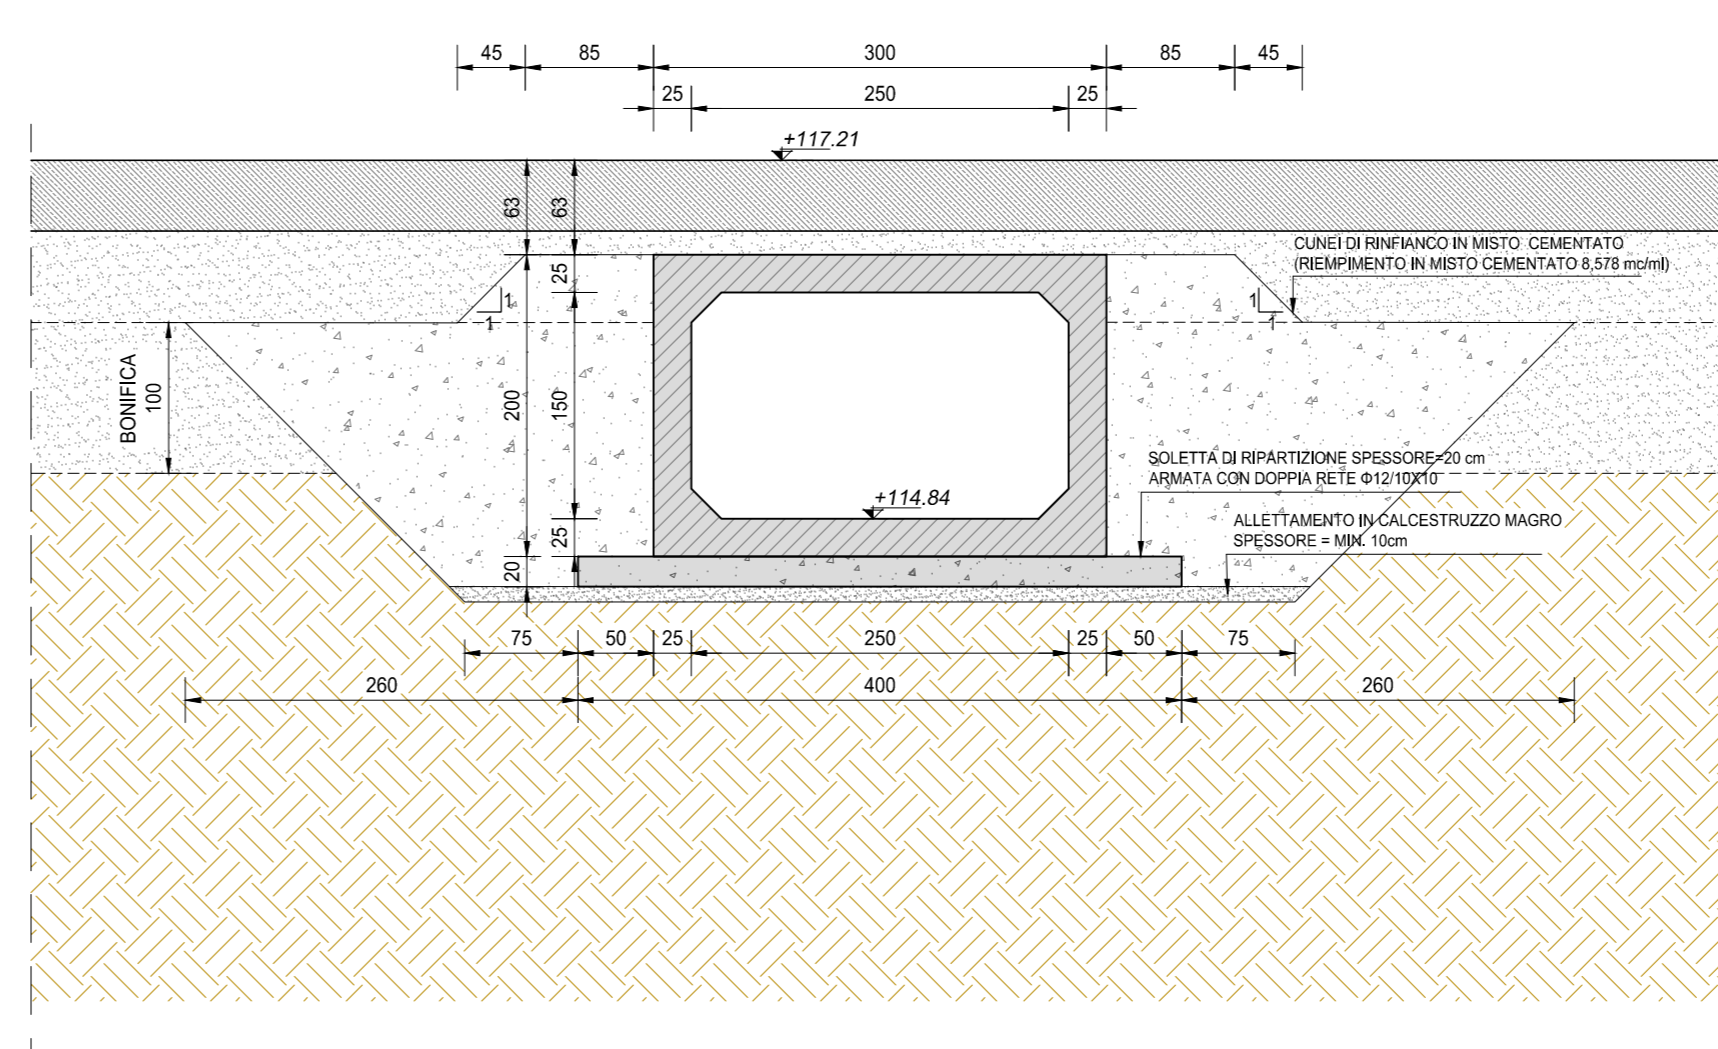 45 85 300 85 45
25 250 25
+117.21
63 63
CUNEI DI RINFIANCO IN MISTO CEMENTATO
(RIEMPIMENTO IN MISTO CEMENTATO 8,578 mc/ml)
25
1 1
1 1
BONIFICA
100
200 150
SOLETTA DI RIPARTIZIONE SPESSORE=20 cm
ARMATA CON DOPPIA RETE Φ12/10X10
+114.84
ALLETTAMENTO IN CALCESTRUZZO MAGRO
SPESSORE = MIN. 10cm
25
20
75 50 25 250 25 50 75
260 400 260